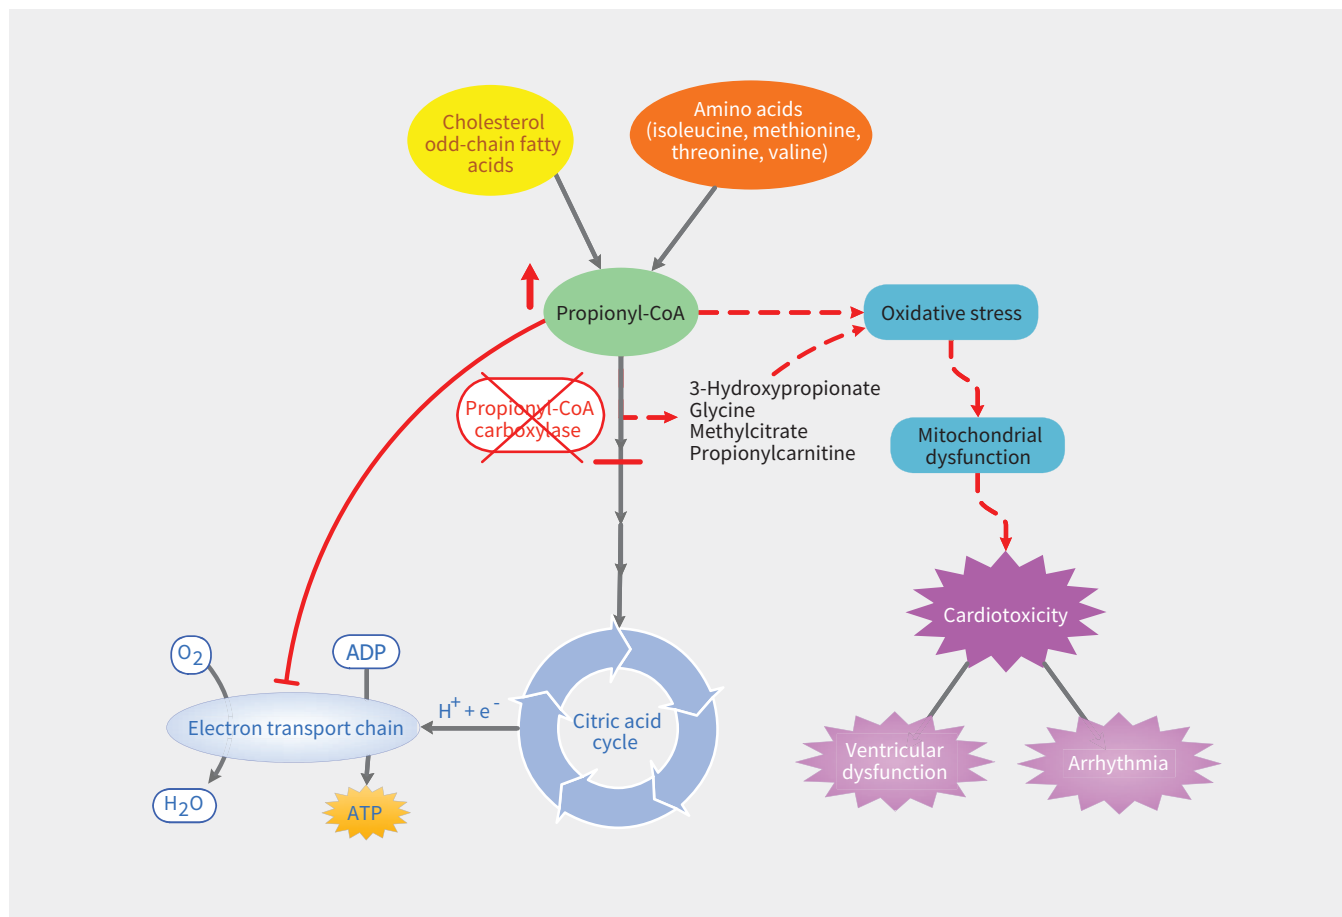 Cholesterol
odd-chain fatty
acids
Amino acids
(isoleucine, methionine,
threonine, valine)
Propionyl-CoA
Oxidative stress
Propionyl-CoA
carboxylase
3-Hydroxypropionate
Glycine
Methylcitrate
Propionylcarnitine
Mitochondrial
dysfunction
Cardiotoxicity
O2
ADP
Electron transport chain
H+ + e-
Citric acid
cycle
Ventricular
dysfunction
Arrhythmia
H2O
ATP